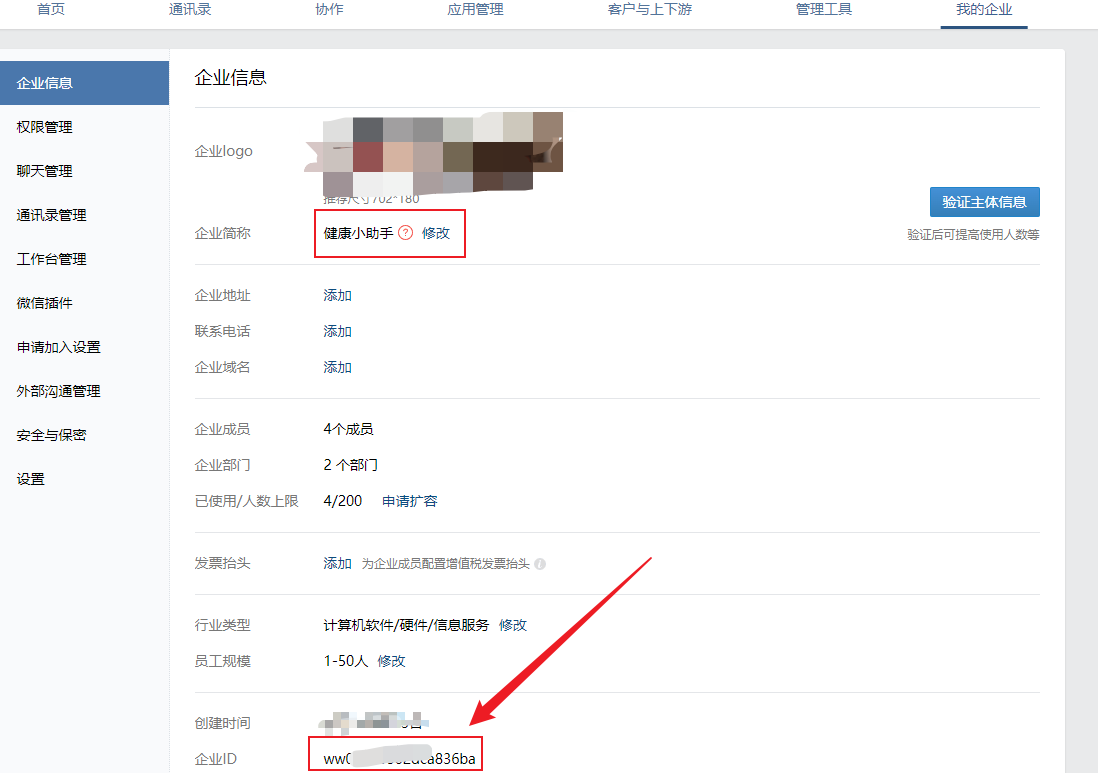 首页 通讯录 协作 应用管理 客户与上下游 管理工具 我的企业
企业信息
权限管理
聊天管理
通讯录管理
工作台管理
微信插件
申请加入设置
外部沟通管理
安全与保密
设置
企业信息
企业logo
推荐尺寸702*180
验证主体信息
企业简称 健康小助手 ? 修改
验证后可提高使用人数等
企业地址 添加
联系电话 添加
企业域名 添加
企业成员 4个成员
企业部门 2 个部门
已使用/人数上限 4/200 申请扩容
发票抬头 添加 为企业成员配置增值税发票抬头 i
行业类型 计算机软件/硬件/信息服务 修改
员工规模 1-50人 修改
创建时间
企业ID